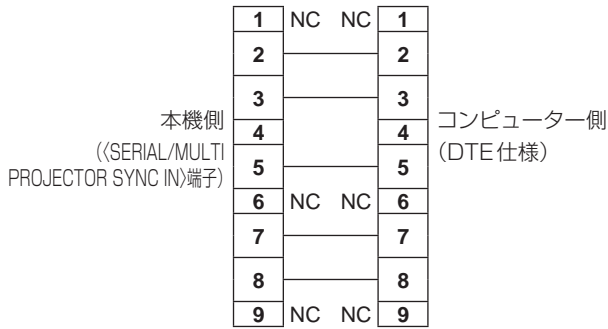 1 NC NC 1
2 2
3 3
本機側
4 4
コンピューター側
(〈SERIAL/MULTI
PROJECTOR SYNC IN〉端子)
5 5
(DTE仕様)
6 NC NC 6
7 7
8 8
9 NC NC 9